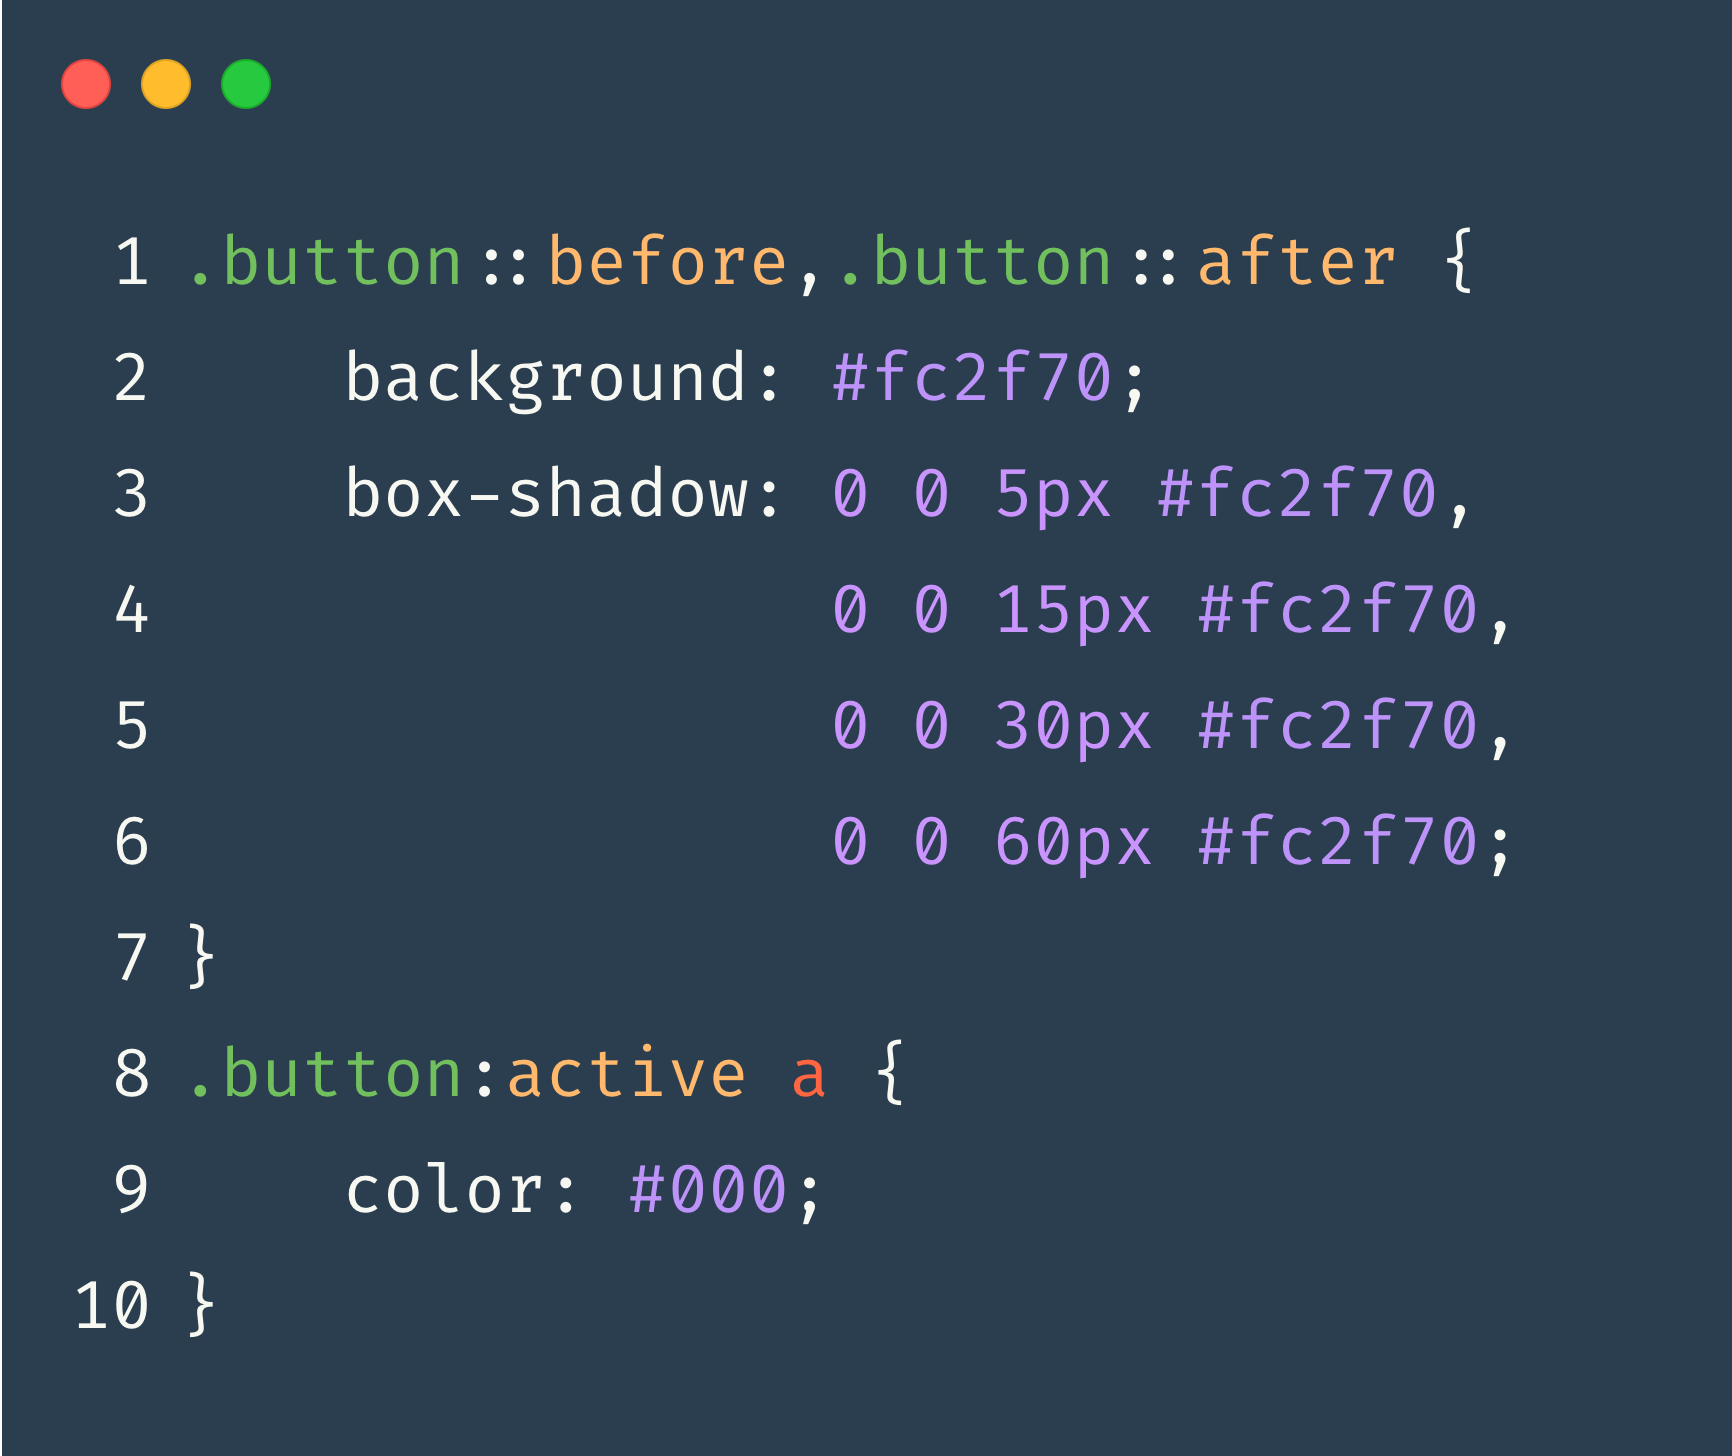 1 .button::before,.button::after {
2     background: #fc2f70;
3     box-shadow: 0 0 5px #fc2f70,
4                 0 0 15px #fc2f70,
5                 0 0 30px #fc2f70,
6                 0 0 60px #fc2f70;
7 }
8 .button:active a {
9     color: #000;
10 }